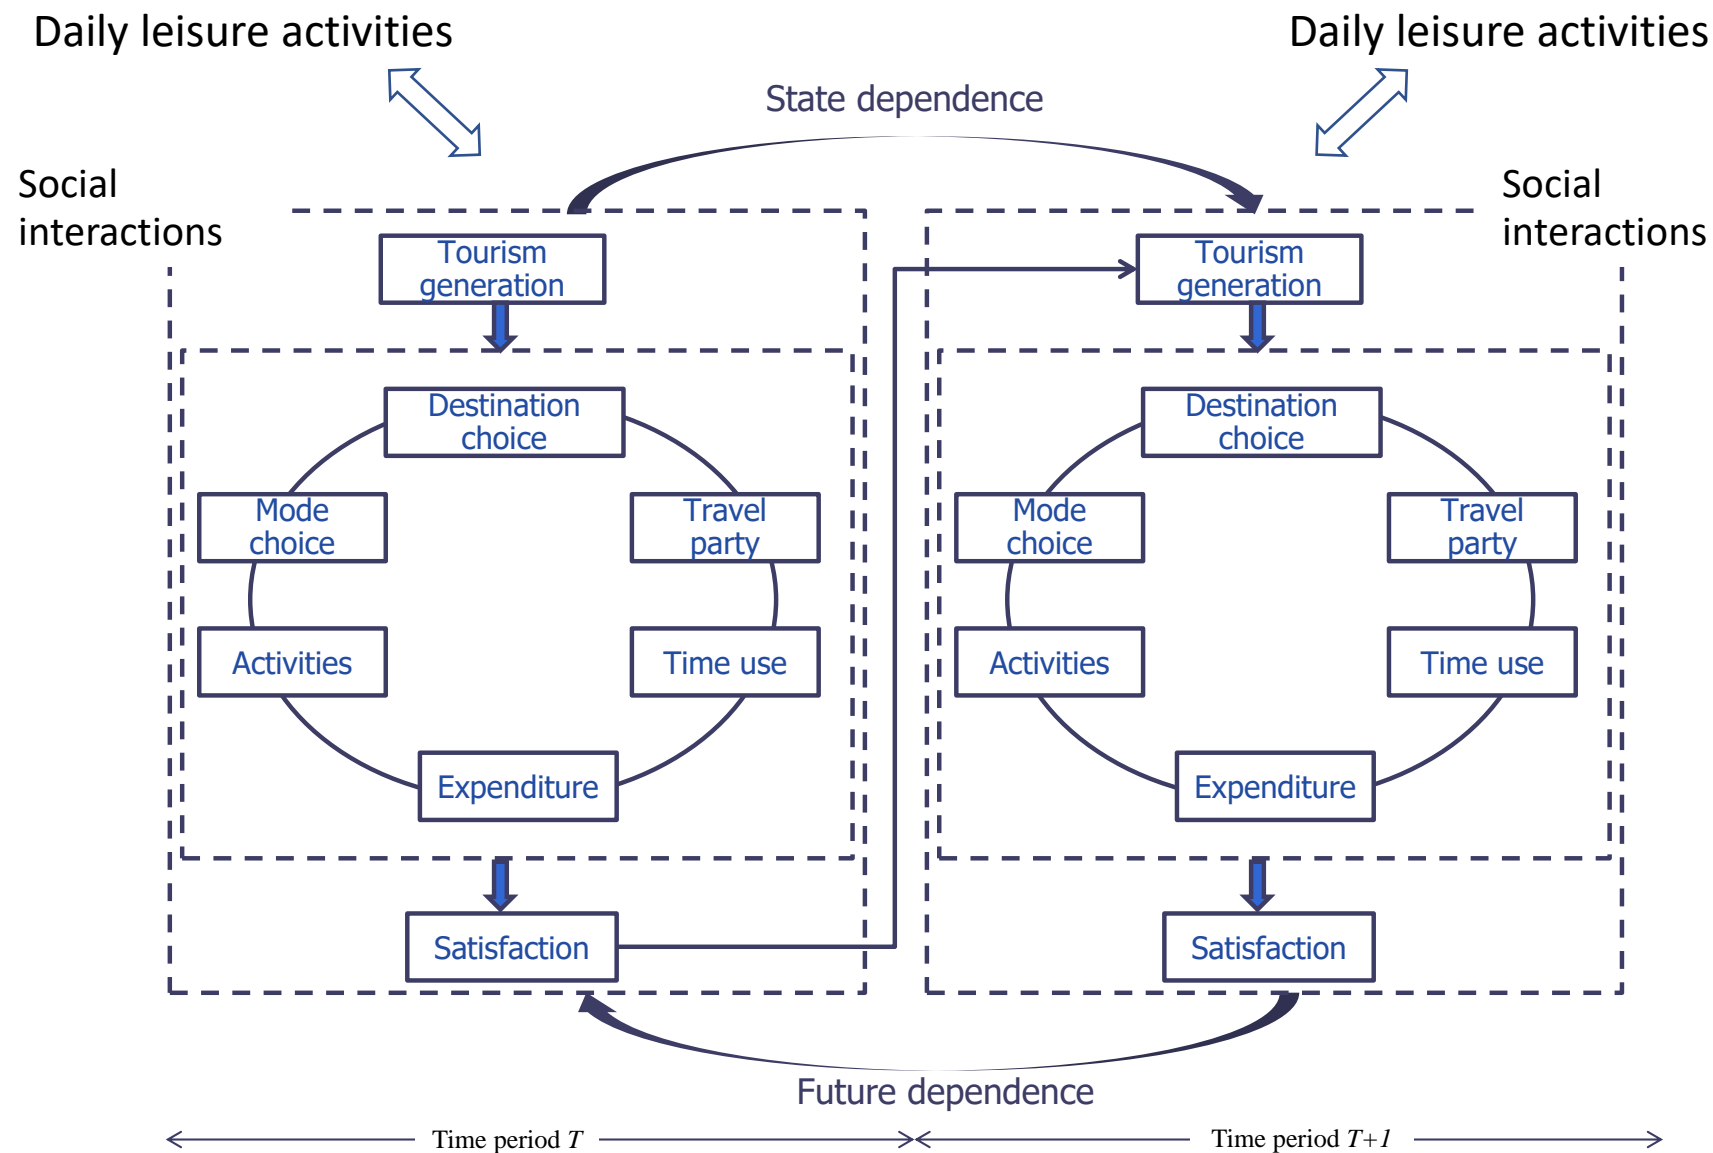 Daily leisure activities
Daily leisure activities
State dependence
Social
interactions
Social
interactions
Tourism
generation
Tourism
generation
Destination
choice
Mode
choice
Travel
party
Activities
Time use
Expenditure
Satisfaction
Destination
choice
Mode
choice
Travel
party
Activities
Time use
Expenditure
Satisfaction
Future dependence
Time period T
Time period T+1